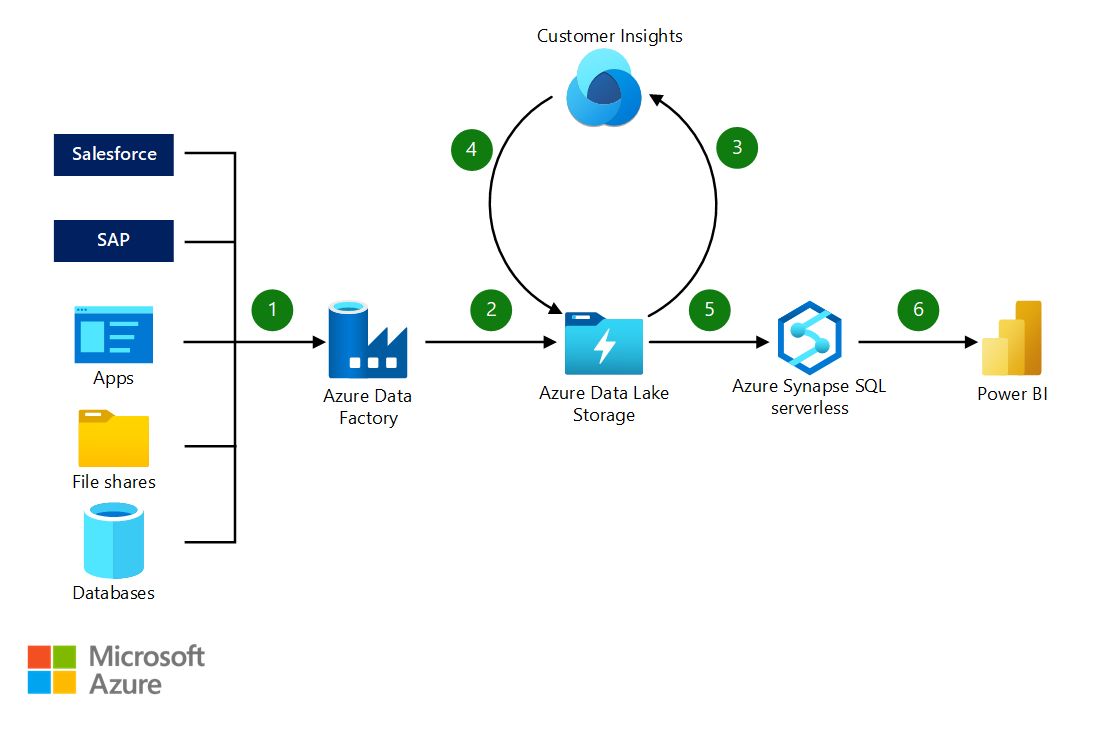 Customer Insights
4
3
Salesforce
SAP
Apps
File shares
Databases
1
Azure Data
Factory
2
Azure Data Lake
Storage
5
Azure Synapse SQL
serverless
6
Power BI
Microsoft
Azure